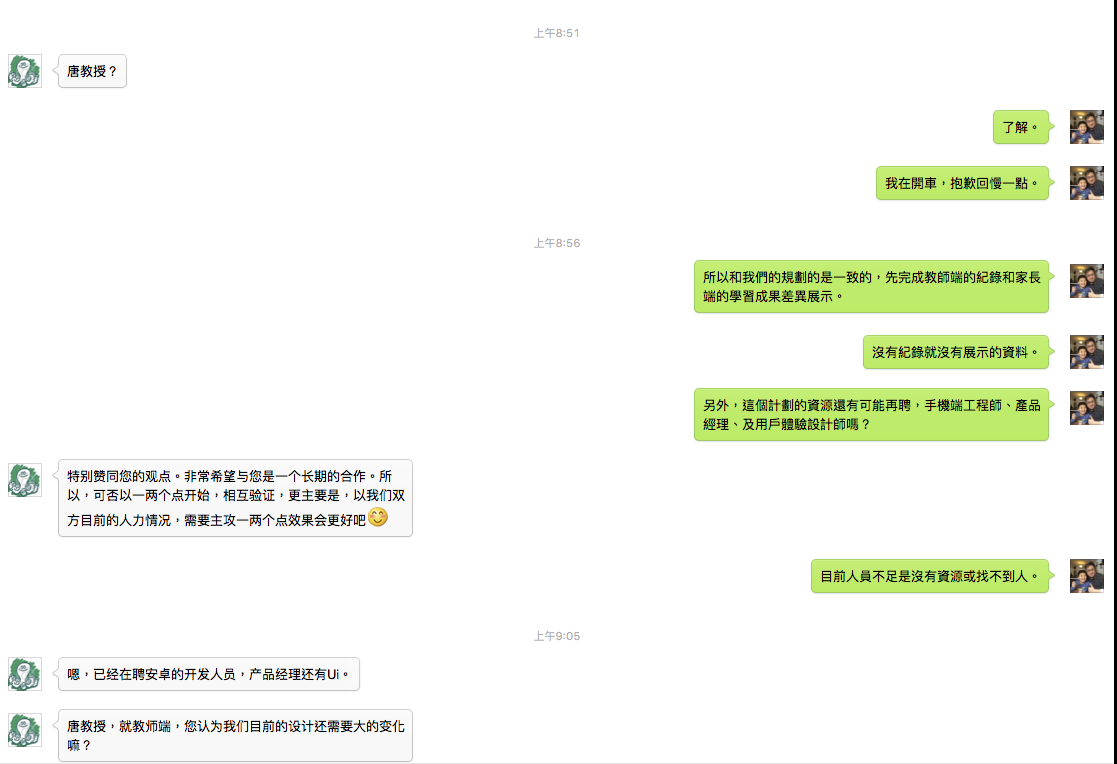 上午8:51
唐教授？
了解。
我在開車，抱歉回慢一點。
上午8:56
所以和我們的規劃的是一致的，先完成教師端的紀錄和家長
端的學習成果差異展示。
沒有紀錄就沒有展示的資料。
另外，這個計劃的資源還有可能再聘，手機端工程師、產品
經理、及用戶體驗設計師嗎？
特别赞同您的观点。非常希望与您是一个长期的合作。所
以，可否以一两个点开始，相互验证，更主要是，以我们双
方目前的人力情况，需要主攻一两个点效果会更好吧
目前人員不足是沒有資源或找不到人。
上午9:05
嗯，已经在聘安卓的开发人员，产品经理还有Ui。
唐教授，就教师端，您认为我们目前的设计还需要大的变化
嘛？